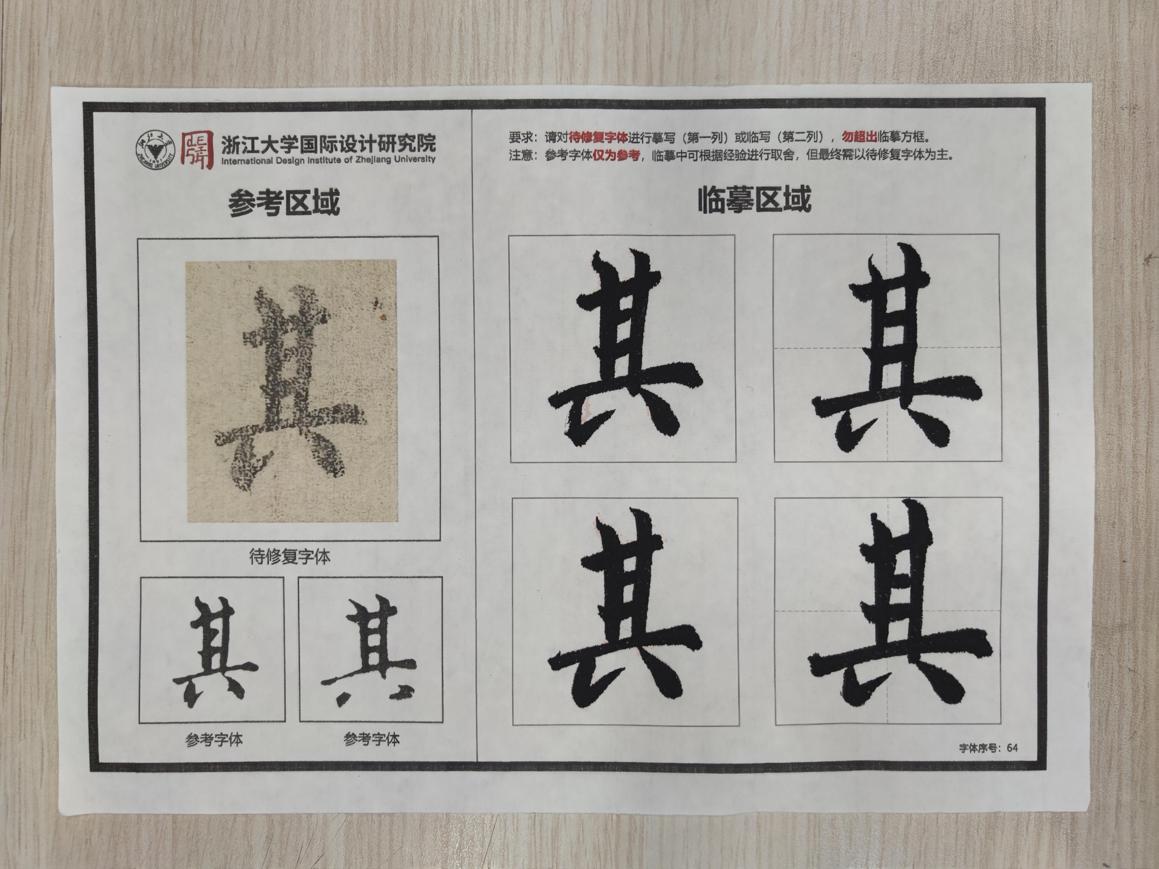 浙江大学国际设计研究院
International Design Institute of Zhejiang University
参考区域
其
待修复字体
其
其
参考字体
参考字体
要求：请对待修复字体进行摹写（第一列）或临写（第二列），勿超出临摹方框。
注意：参考字体仅为参考，临摹中可根据经验进行取舍，但最终需以待修复字体为主。
临摹区域
其
其
其
其
字体序号：64